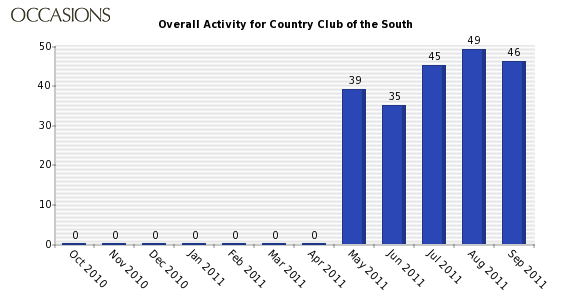 OCCASIONS
Overall Activity for Country Club of the South
50
40
30
20
10
0
0
0
0
0
0
0
0
39
35
45
49
46
Oct 2010
Nov 2010
Dec 2010
Jan 2011
Feb 2011
Mar 2011
Apr 2011
May 2011
Jun 2011
Jul 2011
Aug 2011
Sep 2011